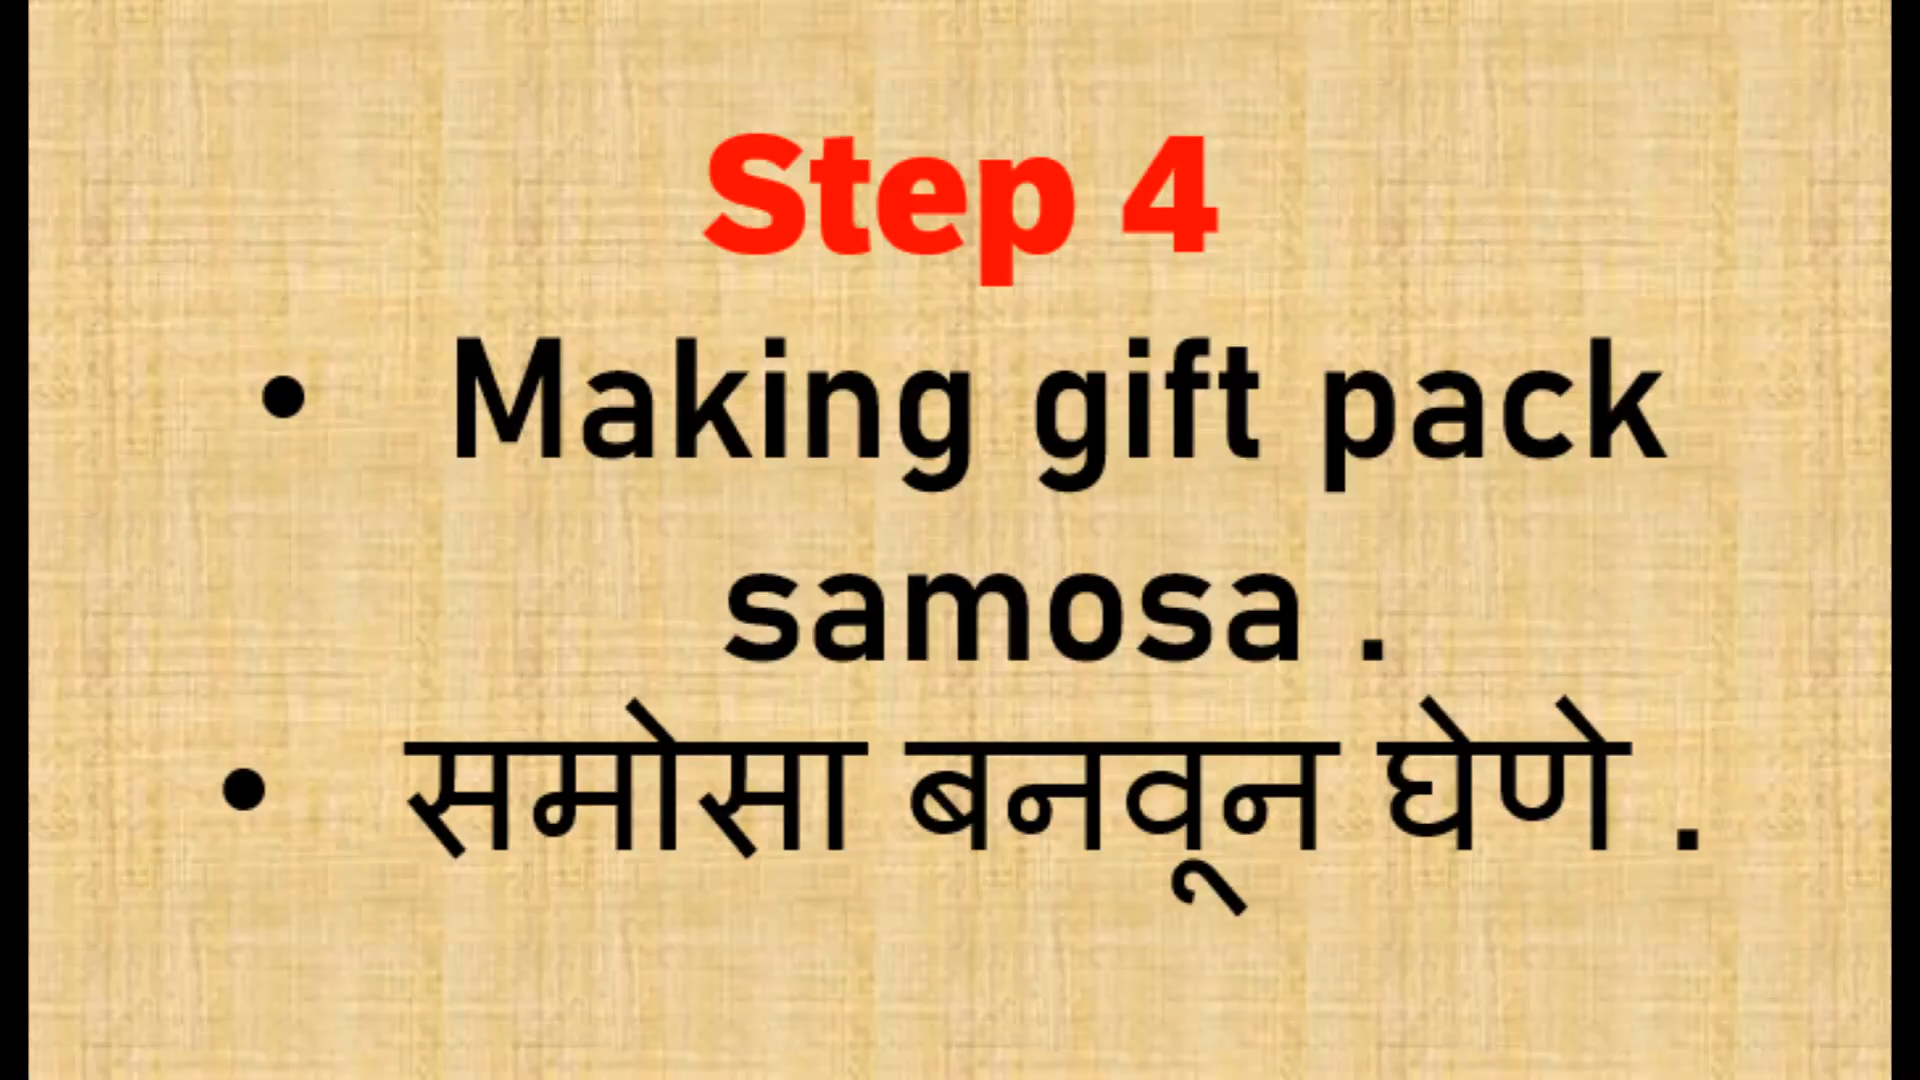 Step 4
• Making gift pack
samosa .
• समोसा बनवून घेणे .